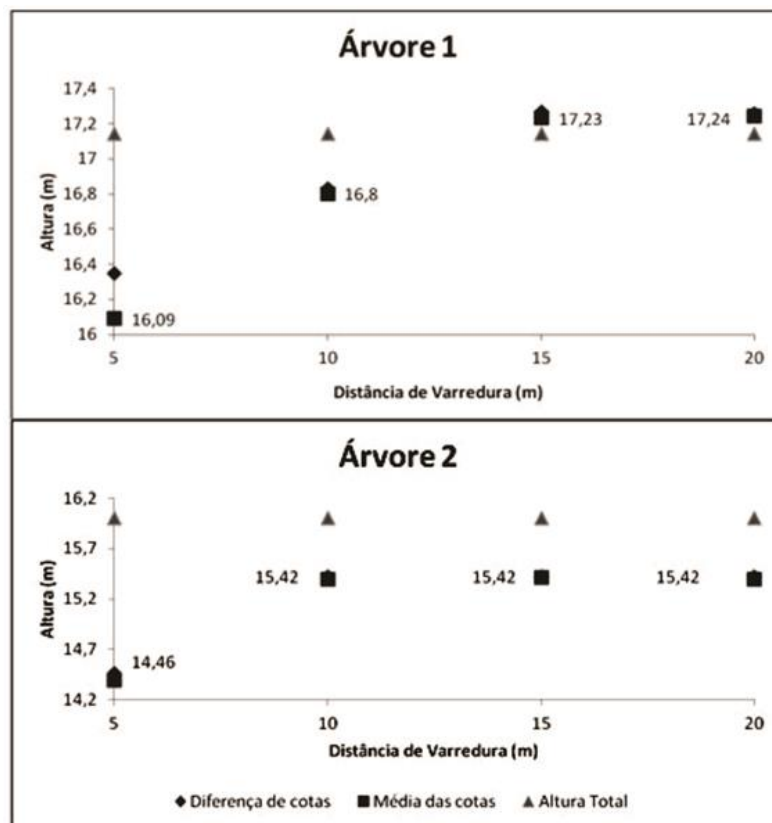 Árvore 1
17,4
17,2
17
16,8
16,6
16,4
16,2
16
Altura (m)
16,09
16,8
17,23
17,24
5 10 15 20
Distância de Varredura (m)
Árvore 2
16,2
15,7
15,2
14,7
14,2
Altura (m)
14,46
15,42
15,42
15,42
5 10 15 20
Distância de Varredura (m)
Diferença de cotas Média das cotas Altura Total